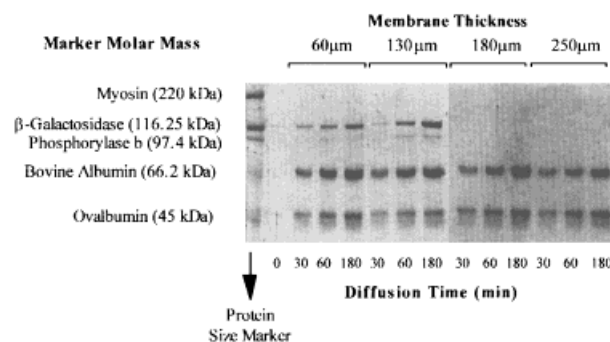 Membrane Thickness
Marker Molar Mass
60µm 130µm 180µm 250µm
Myosin (220 kDa)
β-Galactosidase (116.25 kDa)
Phosphorylase b (97.4 kDa)
Bovine Albumin (66.2 kDa)
Ovalbumin (45 kDa)
0 30 60 180 30 60 180 30 60 180 30 60 180
Diffusion Time (min)
Protein
Size Marker